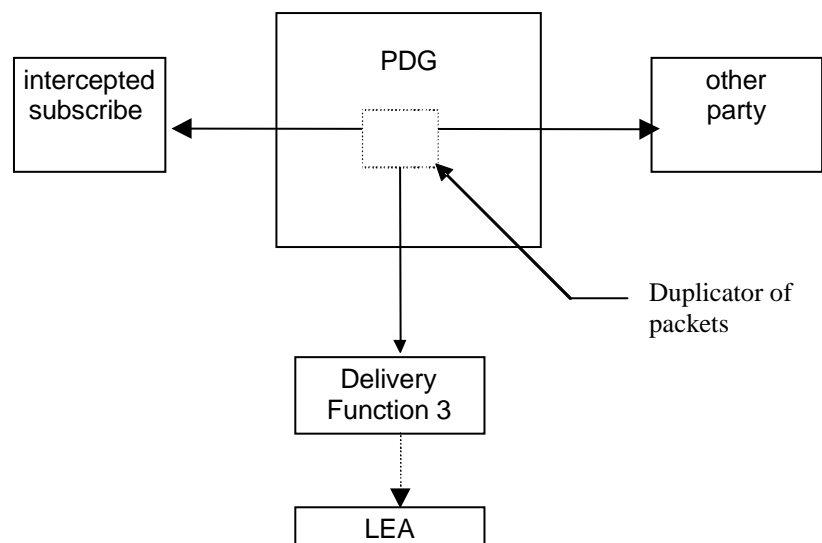 PDG
intercepted
subscribe
other
party
Duplicator of
packets
Delivery
Function 3
LEA